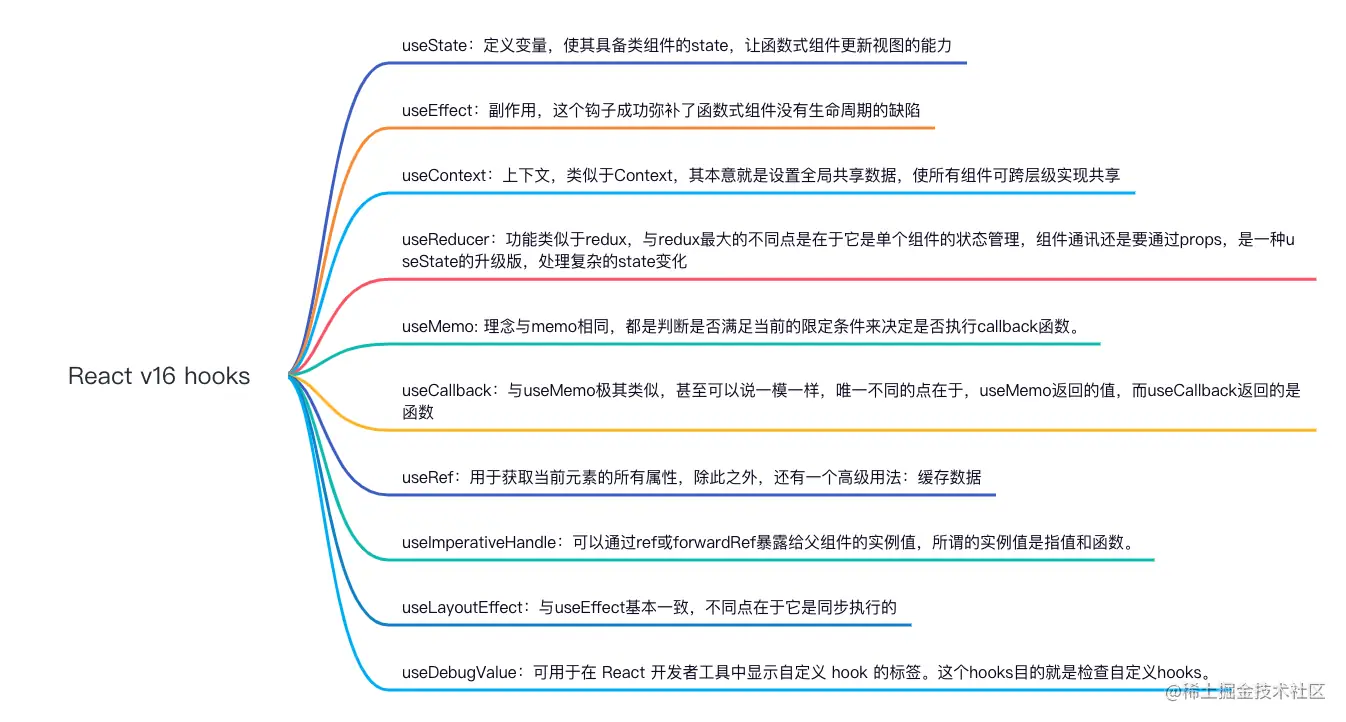 useState：定义变量，使其具备类组件的state，让函数式组件更新视图的能力
useEffect：副作用，这个钩子成功弥补了函数式组件没有生命周期的缺陷
useContext：上下文，类似于Context，其本意就是设置全局共享数据，使所有组件可跨层级实现共享
useReducer：功能类似于redux，与redux最大的不同点是在于它是单个组件的状态管理，组件通讯还是要通过props，是一种u
seState的升级版，处理复杂的state变化
useMemo: 理念与memo相同，都是判断是否满足当前的限定条件来决定是否执行callback函数。
React v16 hooks
useCallback：与useMemo极其类似，甚至可以说一模一样，唯一不同的点在于，useMemo返回的值，而useCallback返回的是
函数
useRef：用于获取当前元素的所有属性，除此之外，还有一个高级用法：缓存数据
useImperativeHandle：可以通过ref或forwardRef暴露给父组件的实例值，所谓的实例值是指值和函数。
useLayoutEffect：与useEffect基本一致，不同点在于它是同步执行的
useDebugValue：可用于在 React 开发者工具中显示自定义 hook 的标签。这个hooks目的就是检查自定义hooks。
@稀土掘金技术社区